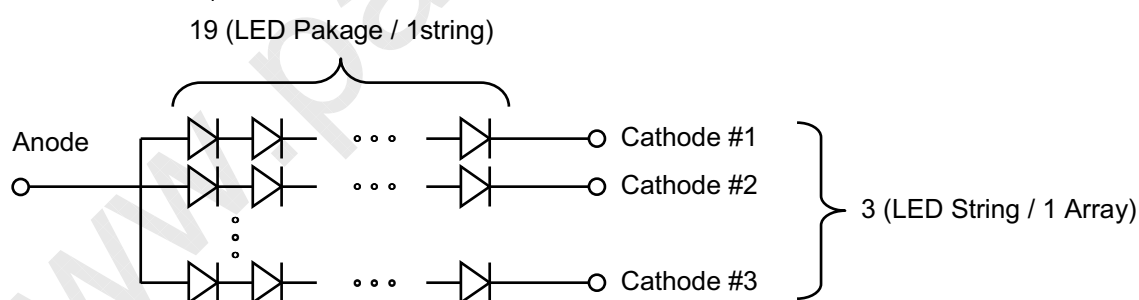 19 (LED Pakage / 1string)
Anode
Cathode #1
Cathode #2
3 (LED String / 1 Array)
Cathode #3